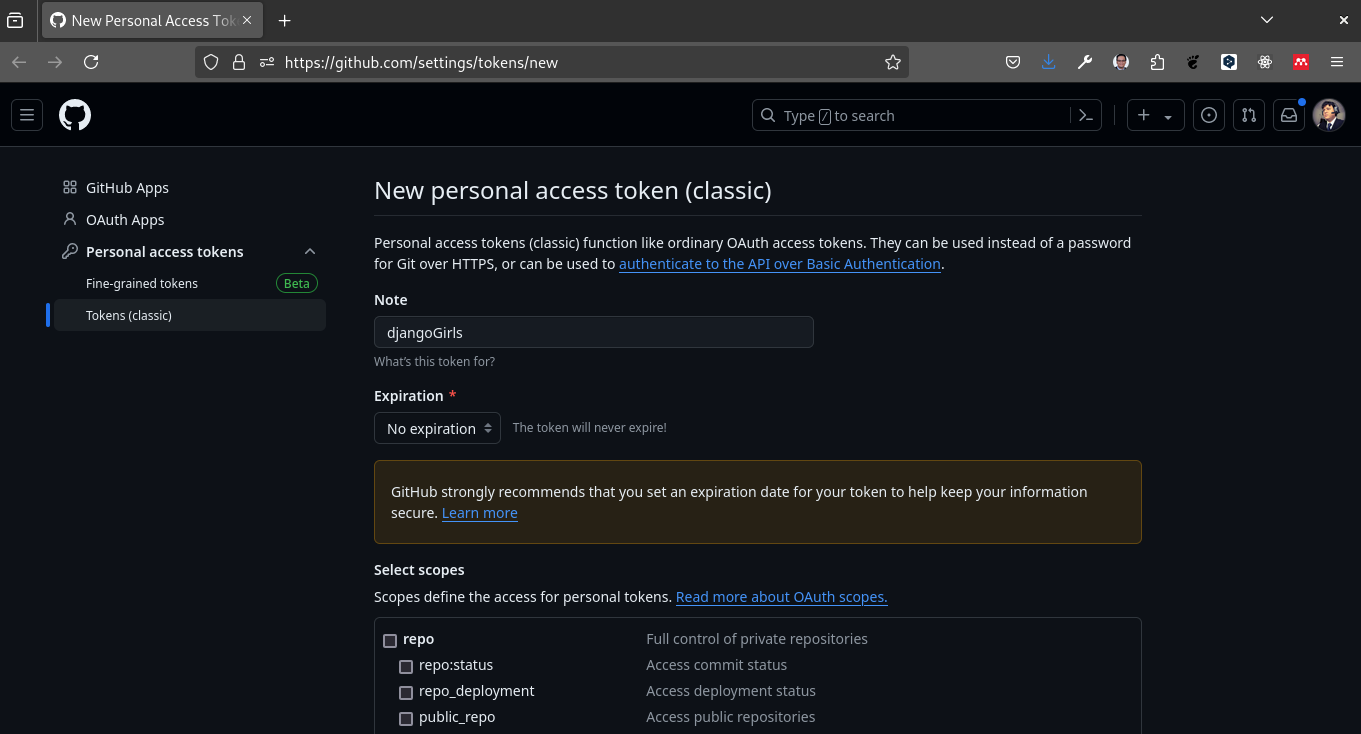 New Personal Access Tok
https://github.com/settings/tokens/new
Type / to search
GitHub Apps
OAuth Apps
Personal access tokens
Fine-grained tokens Beta
Tokens (classic)
New personal access token (classic)
Personal access tokens (classic) function like ordinary OAuth access tokens. They can be used instead of a password
for Git over HTTPS, or can be used to authenticate to the API over Basic Authentication.
Note
djangoGirls
What's this token for?
Expiration *
No expiration The token will never expire!
GitHub strongly recommends that you set an expiration date for your token to help keep your information
secure. Learn more
Select scopes
Scopes define the access for personal tokens. Read more about OAuth scopes.
repo Full control of private repositories
repo:status Access commit status
repo_deployment Access deployment status
public_repo Access public repositories